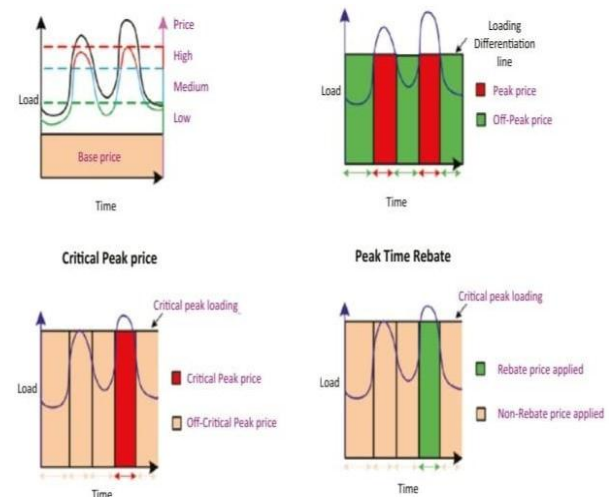 Price
High
Load
Medium
Low
Base price
Time
Loading
Differentiation
line
Load
Peak price
Off-Peak price
Time
Critical Peak price
Critical peak loading
Load
Critical Peak price
Off-Critical Peak price
Time
Peak Time Rebate
Critical peak loading
Load
Rebate price applied
Non-Rebate price applied
Time